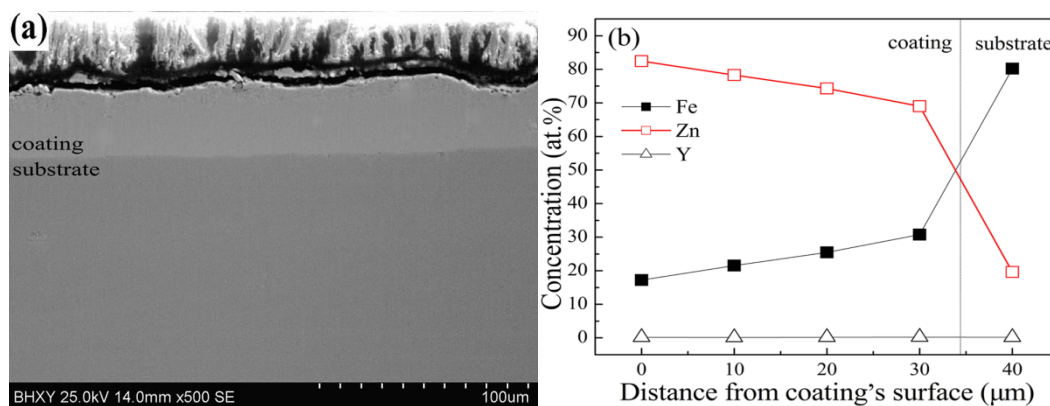 (a)
coating
substrate
BHXY 25.0kV 14.0mm x500 SE
100um
(b)
coating
substrate
Fe
Zn
Y
Concentration (at.%)
90
80
70
60
50
40
30
20
10
0
0 10 20 30 40
Distance from coating's surface (μm)